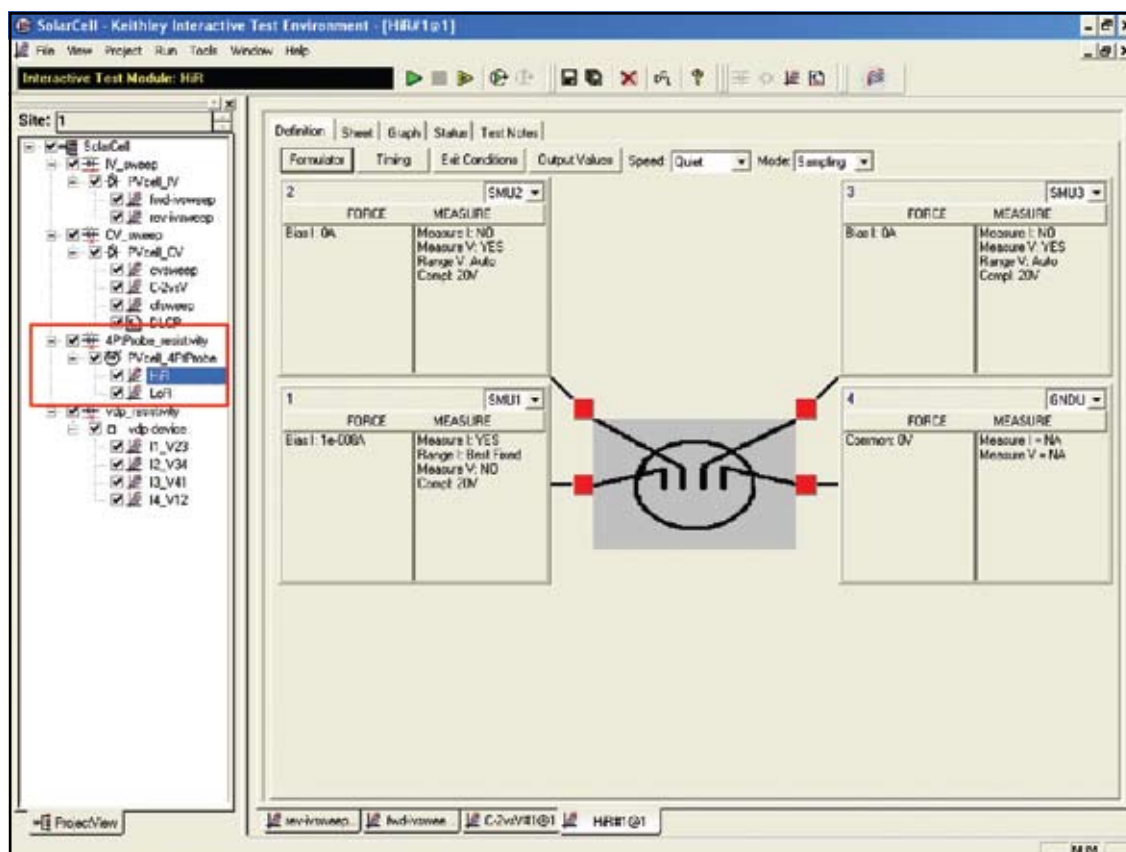 SolarCell - Keithley Interactive Test Environment - [HiR#1@1]
File View Project Run Tools Window Help
Interactive Test Module: HiR
Site: 1
SolarCell
IV_sweep
PVcell_IV
fwd-ivsweep
rev-ivsweep
CV_sweep
PVcell_CV
cvsweep
C-2vsV
cfsweep
DLCP
4PtProbe_resistivity
PVcell_4PtProbe
HiR
LoR
vdp_resistivity
vdp-device
I1_V23
I2_V34
I3_V41
I4_V12
ProjectView
Definition Sheet Graph Status Test Notes
Formulator Timing Exit Conditions Output Values Speed: Quiet Mode: Sampling
2 SMU2
FORCE MEASURE
Bias I: 0A
Measure I: NO
Measure V: YES
Range V: Auto
Compl: 20V
3 SMU3
FORCE MEASURE
Bias I: 0A
Measure I: NO
Measure V: YES
Range V: Auto
Compl: 20V
1 SMU1
FORCE MEASURE
Bias I: 1e-008A
Measure I: YES
Range I: Best Fixed
Measure V: NO
Compl: 20V
4 GNDU
FORCE MEASURE
Common: 0V
Measure I = NA
Measure V = NA
rev-ivsweep... fwd-ivswee... C-2vsV#1@1 HiR#1@1
NUM